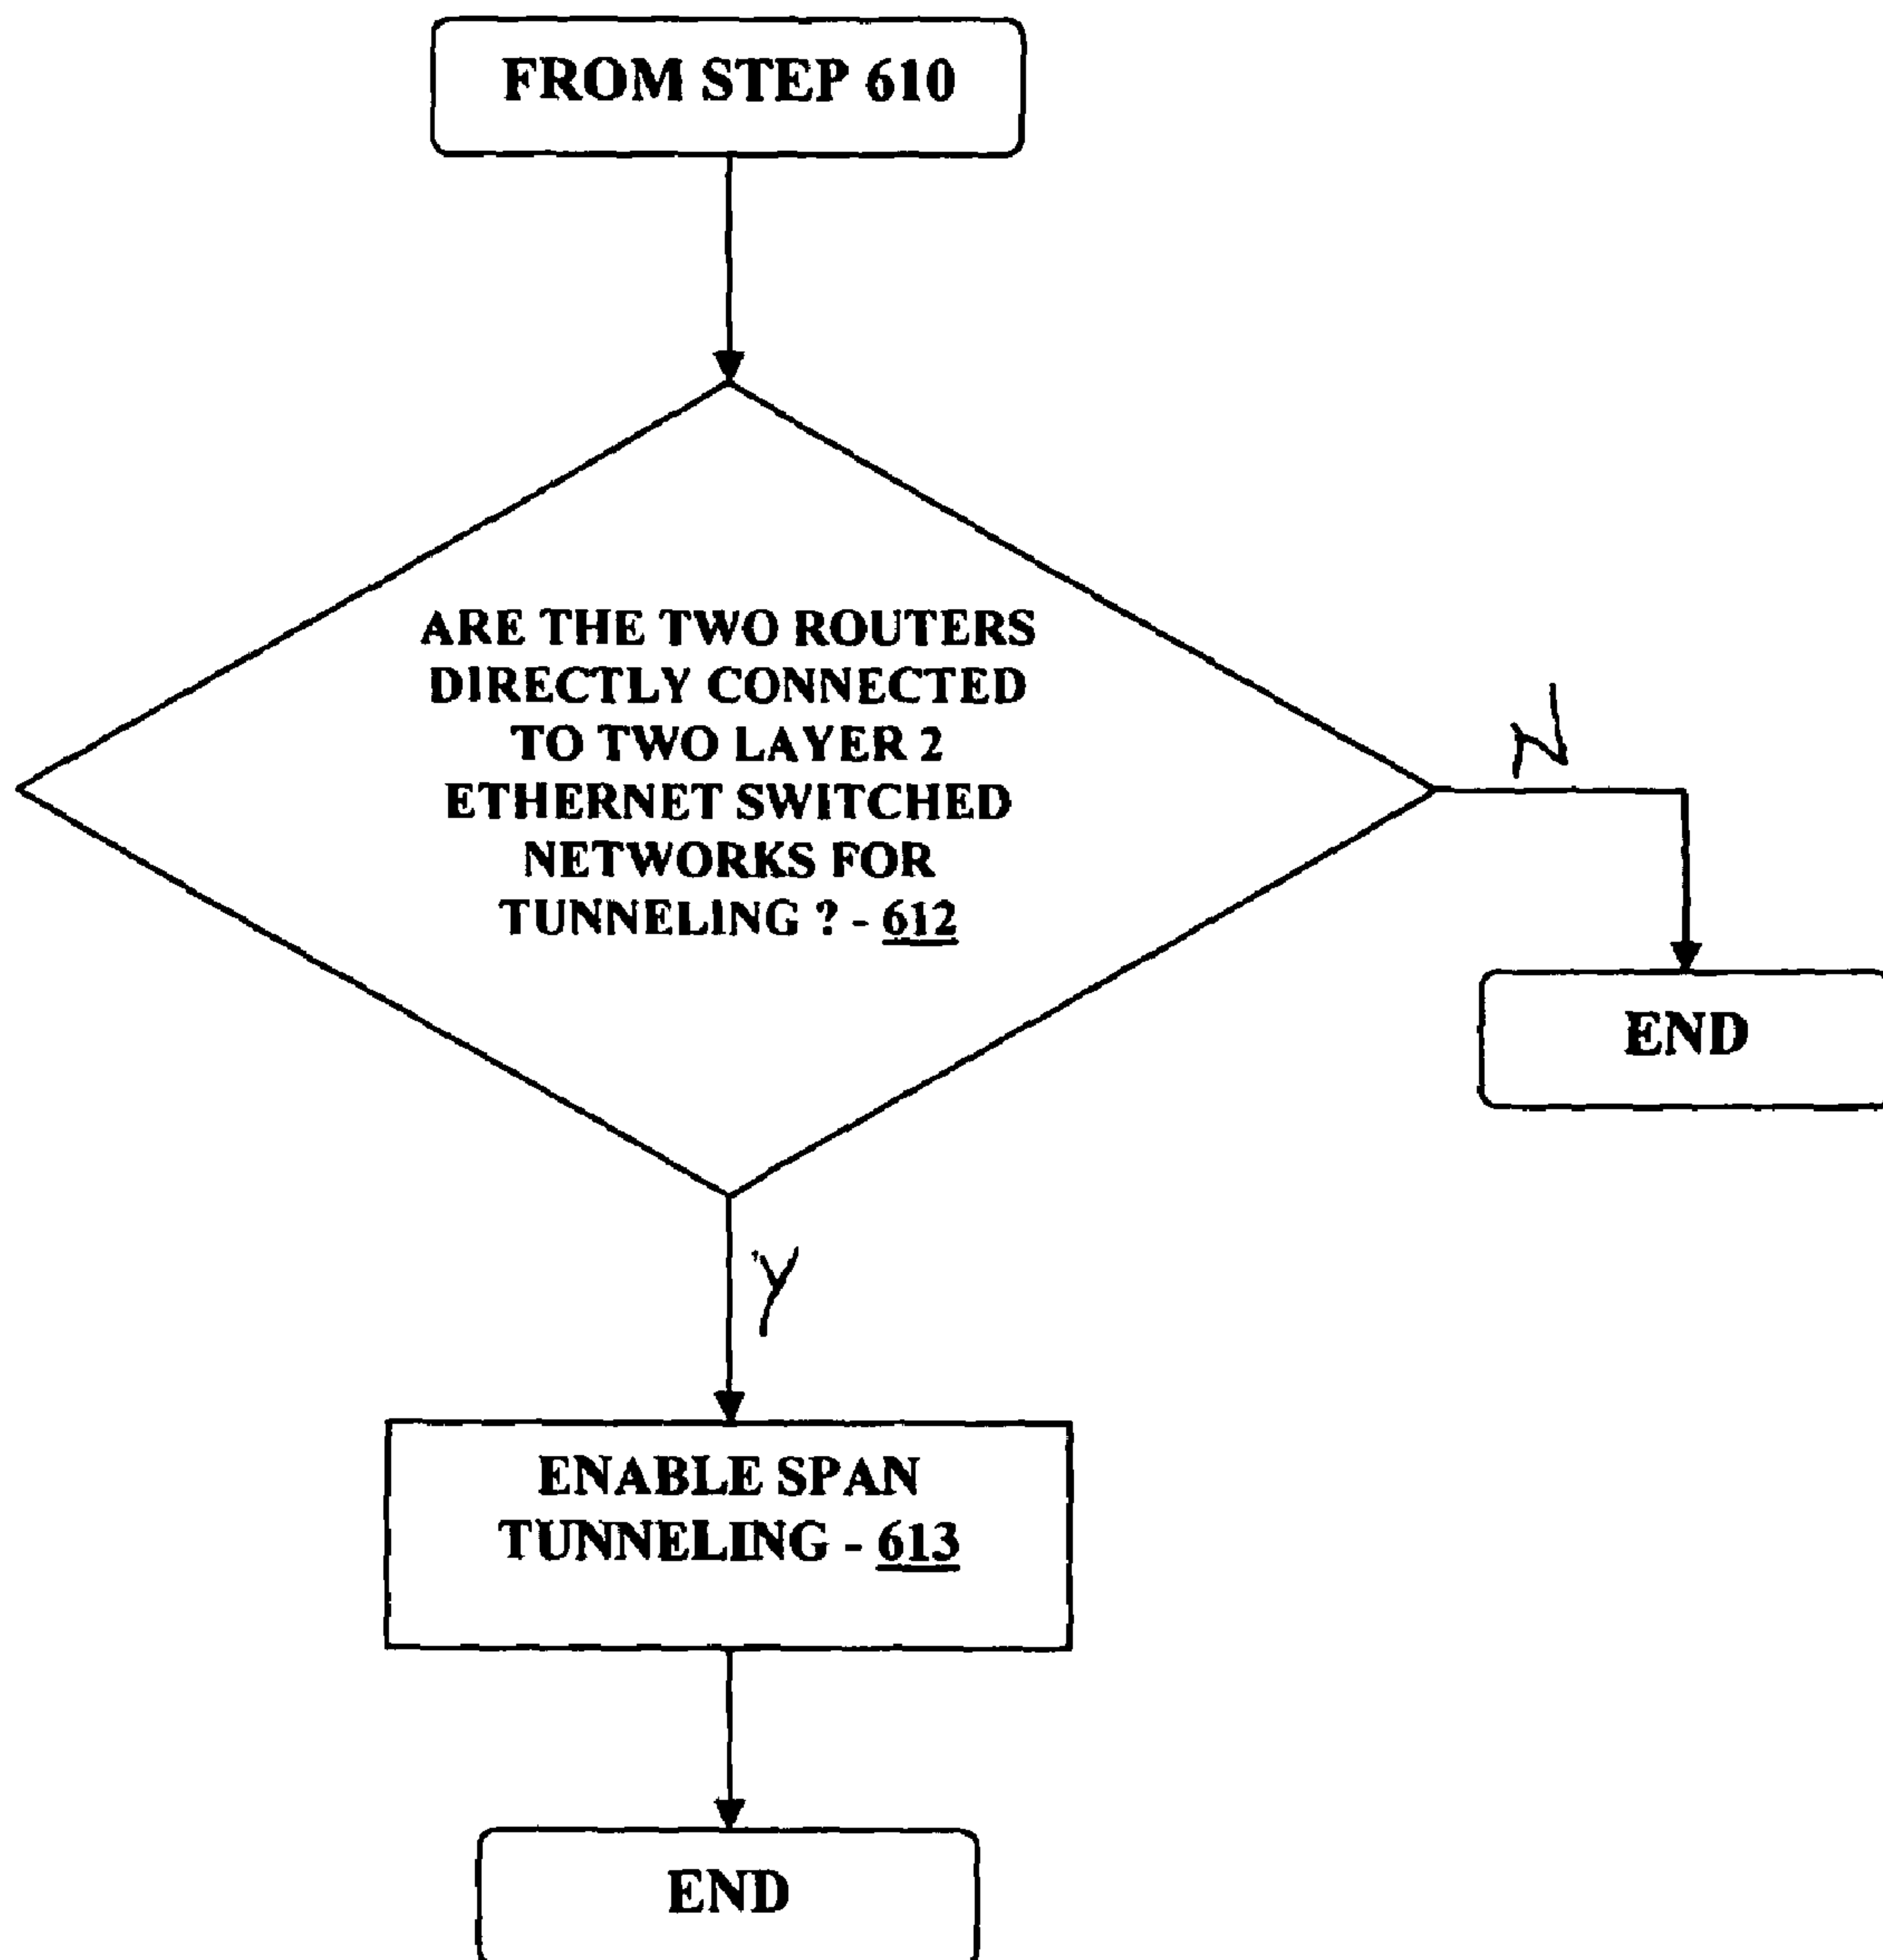 FROM STEP 610
ARE THE TWO ROUTERS
DIRECTLY CONNECTED
TO TWO LAYER 2
ETHERNET SWITCHED
NETWORKS FOR
TUNNELING ? - 612
N
END
Y
ENABLE SPAN
TUNNELING - 613
END